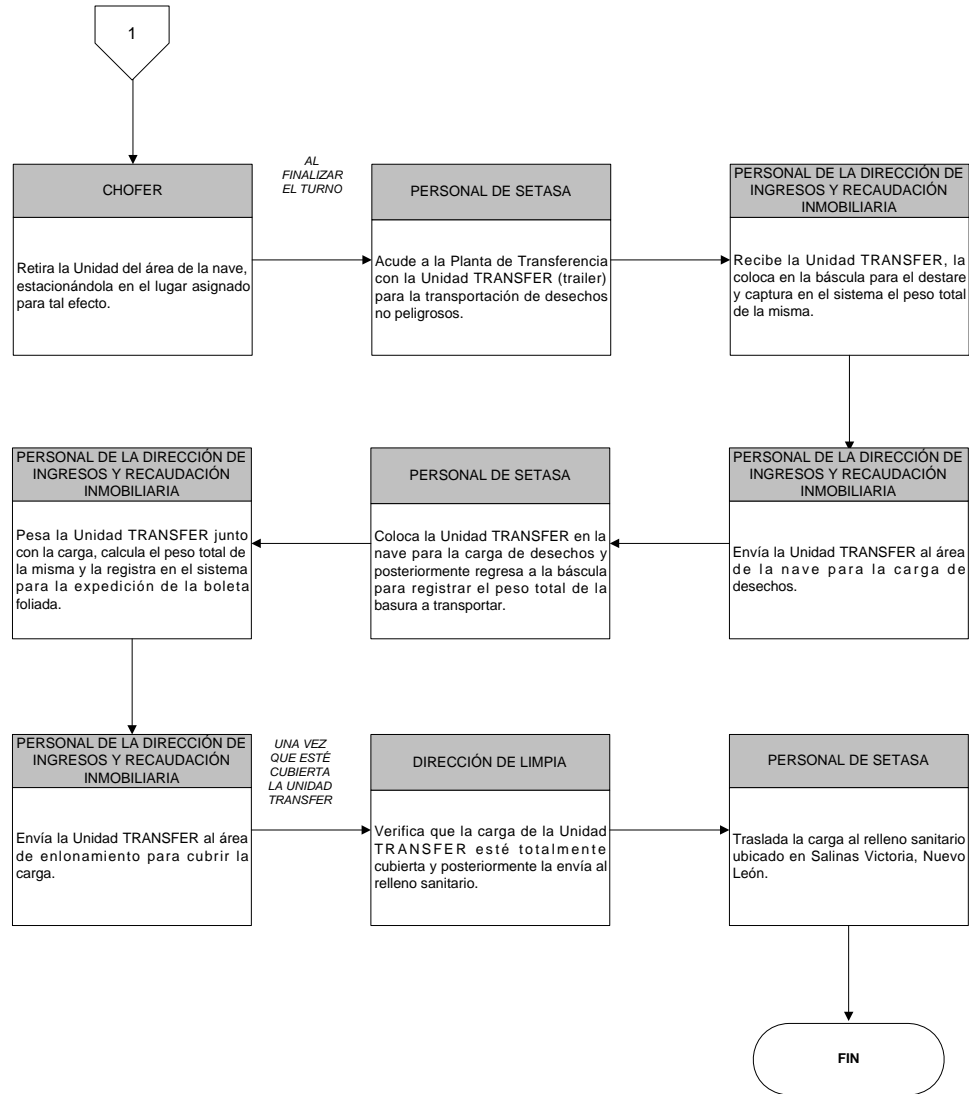 1
CHOFER
Retira la Unidad del área de la nave,
estacionándola en el lugar asignado
para tal efecto.
AL
FINALIZAR
EL TURNO
PERSONAL DE SETASA
Acude a la Planta de Transferencia
con la Unidad TRANSFER (trailer)
para la transportación de desechos
no peligrosos.
PERSONAL DE LA DIRECCIÓN DE
INGRESOS Y RECAUDACIÓN
INMOBILIARIA
Recibe la Unidad TRANSFER, la
coloca en la báscula para el destare
y captura en el sistema el peso total
de la misma.
PERSONAL DE LA DIRECCIÓN DE
INGRESOS Y RECAUDACIÓN
INMOBILIARIA
Envía la Unidad TRANSFER al área
de la nave para la carga de
desechos.
PERSONAL DE SETASA
Coloca la Unidad TRANSFER en la
nave para la carga de desechos y
posteriormente regresa a la báscula
para registrar el peso total de la
basura a transportar.
PERSONAL DE LA DIRECCIÓN DE
INGRESOS Y RECAUDACIÓN
INMOBILIARIA
Pesa la Unidad TRANSFER junto
con la carga, calcula el peso total de
la misma y la registra en el sistema
para la expedición de la boleta
foliada.
PERSONAL DE LA DIRECCIÓN DE
INGRESOS Y RECAUDACIÓN
INMOBILIARIA
Envía la Unidad TRANSFER al área
de enlonamiento para cubrir la
carga.
UNA VEZ
QUE ESTÉ
CUBIERTA
LA UNIDAD
TRANSFER
DIRECCIÓN DE LIMPIA
Verifica que la carga de la Unidad
TRANSFER esté totalmente
cubierta y posteriormente la envía al
relleno sanitario.
PERSONAL DE SETASA
Traslada la carga al relleno sanitario
ubicado en Salinas Victoria, Nuevo
León.
FIN